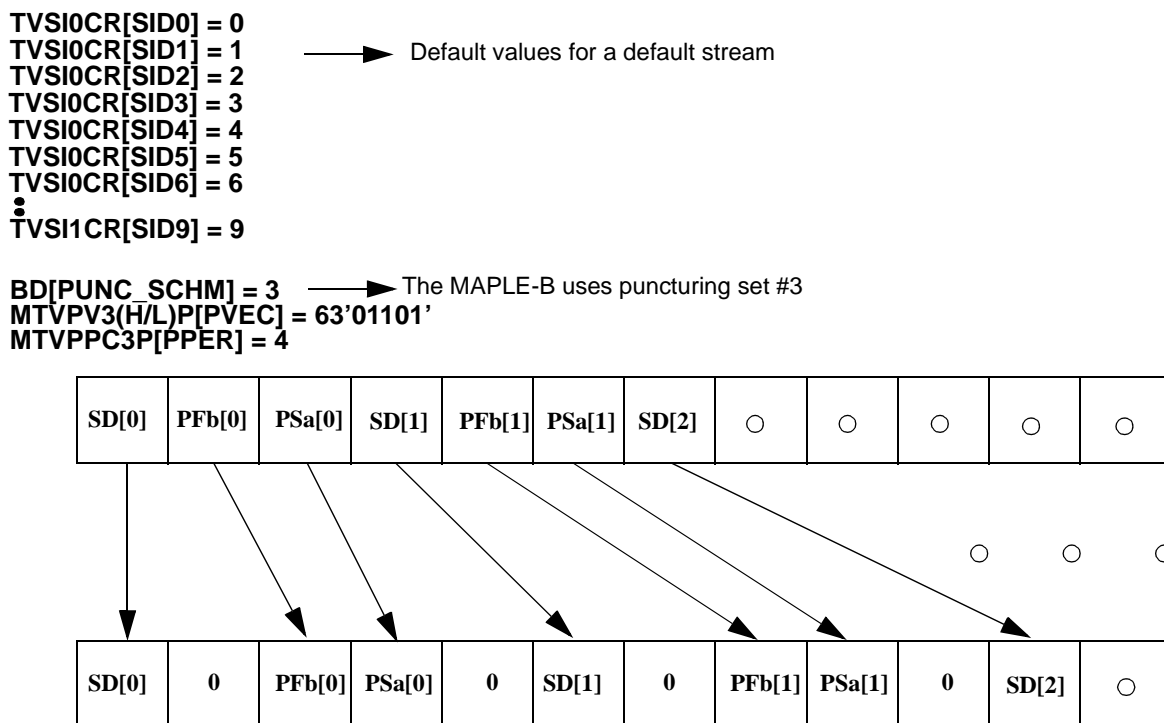 TVSI0CR[SID0] = 0
TVSI0CR[SID1] = 1 Default values for a default stream
TVSI0CR[SID2] = 2
TVSI0CR[SID3] = 3
TVSI0CR[SID4] = 4
TVSI0CR[SID5] = 5
TVSI0CR[SID6] = 6
TVSI1CR[SID9] = 9
BD[PUNC_SCHM] = 3 The MAPLE-B uses puncturing set #3
MTVPV3(H/L)P[PVEC] = 63'01101'
MTVPPC3P[PPER] = 4
SD[0] PFb[0] PSa[0] SD[1] PFb[1] PSa[1] SD[2]
SD[0] 0 PFb[0] PSa[0] 0 SD[1] 0 PFb[1] PSa[1] 0 SD[2]